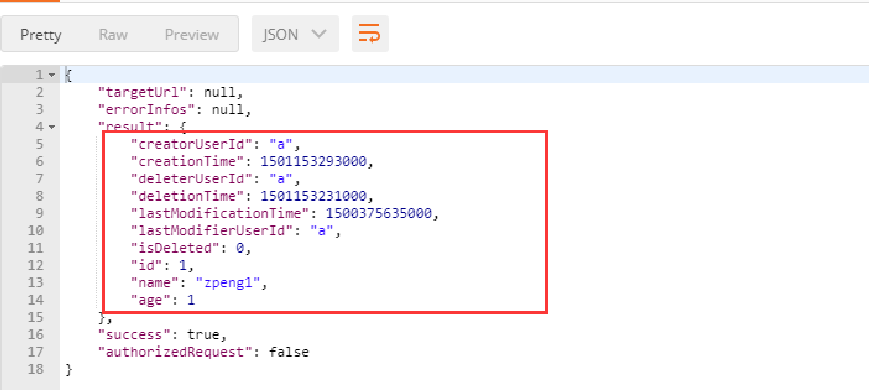 Pretty Raw Preview JSON
1 {
2 "targetUrl": null,
3 "errorInfos": null,
4 "result": {
5 "creatorUserId": "a",
6 "creationTime": 1501153293000,
7 "deleterUserId": "a",
8 "deletionTime": 1501153231000,
9 "lastModificationTime": 1500375635000,
10 "lastModifierUserId": "a",
11 "isDeleted": 0,
12 "id": 1,
13 "name": "zpeng1",
14 "age": 1
15 },
16 "success": true,
17 "authorizedRequest": false
18 }